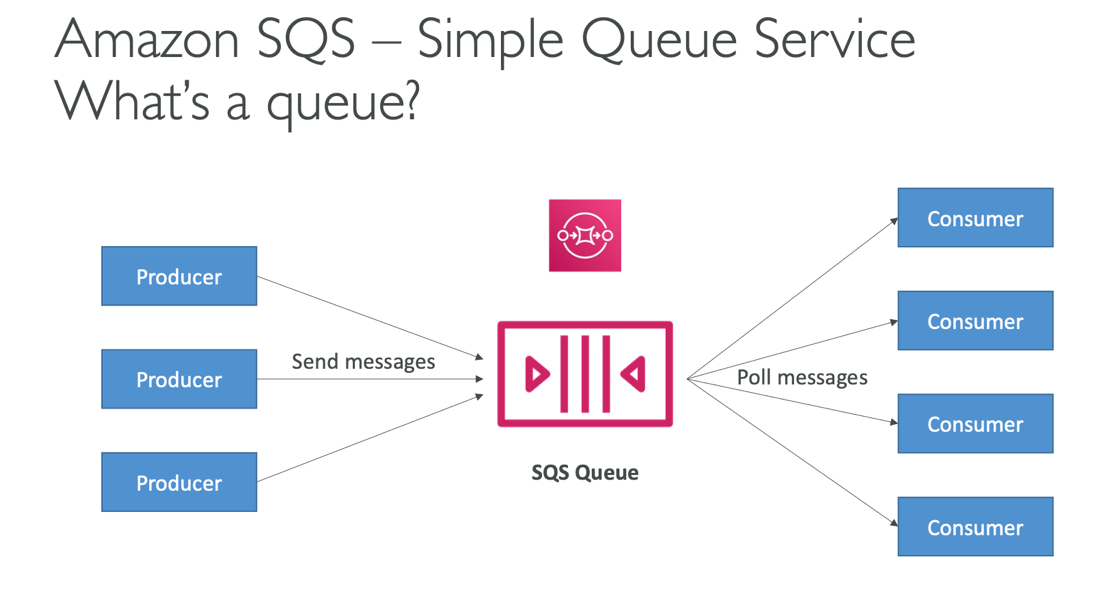 Amazon SQS – Simple Queue Service
What's a queue?
Producer
Producer
Producer
Send messages
SQS Queue
Poll messages
Consumer
Consumer
Consumer
Consumer